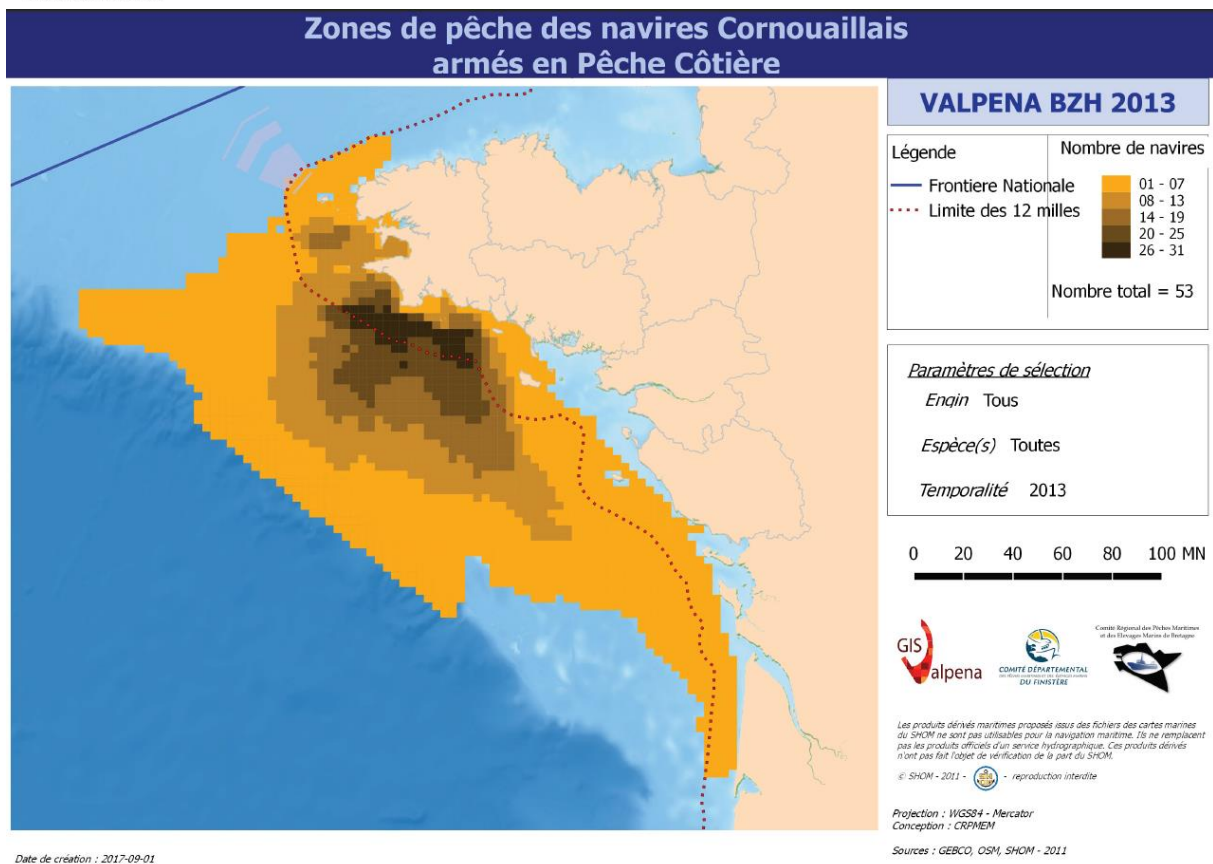 Zones de pêche des navires Cornouaillais
armés en Pêche Côtière
VALPENA BZH 2013
Légende
Frontiere Nationale
Limite des 12 milles
Nombre de navires
01 - 07
08 - 13
14 - 19
20 - 25
26 - 31
Nombre total = 53
Paramètres de sélection
Engin Tous
Espèce(s) Toutes
Temporalité 2013
0 20 40 60 80 100 MN
GIS
Valpena
COMITÉ DÉPARTEMENTAL
DU FINISTÈRE
Comité Régional des Pêches Maritimes
et des Elevages Marins de Bretagne
Les produits dérivés maritimes proposés issus des fichiers des cartes marines
du SHOM ne sont pas utilisables pour la navigation maritime. Ils ne remplacent
pas les produits officiels d'un service hydrographique. Ces produits dérivés
n'ont pas fait l'objet de vérification de la part du SHOM.
© SHOM - 2011 - - reproduction interdite
Projection : WGS84 - Mercator
Conception : CRPMEM
Sources : GEBCO, OSM, SHOM - 2011
Date de création : 2017-09-01